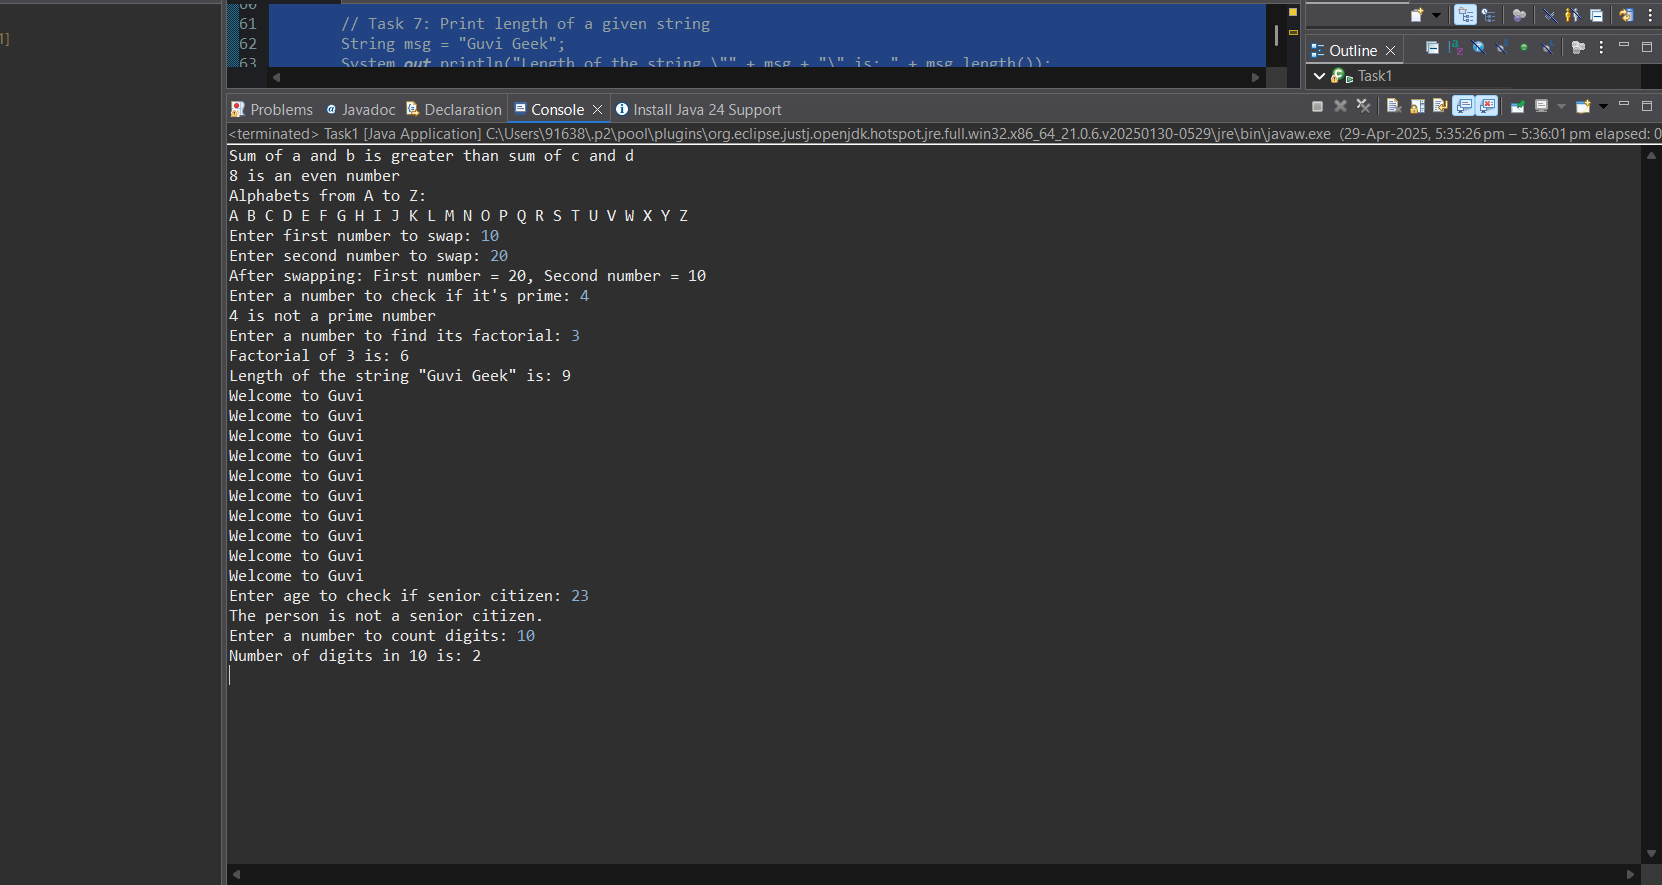 1]
60
61 // Task 7: Print length of a given string
62 String msg = "Guvi Geek";
63 System.out.println("Length of the string \"" + msg + "\" is: " + msg.length());
Outline
Task1
Problems Javadoc Declaration Console Install Java 24 Support
<terminated> Task1 [Java Application] C:\Users\91638\.p2\pool\plugins\org.eclipse.justj.openjdk.hotspot.jre.full.win32.x86_64_21.0.6.v20250130-0529\jre\bin\javaw.exe (29-Apr-2025, 5:35:26 pm – 5:36:01 pm elapsed: 0
Sum of a and b is greater than sum of c and d
8 is an even number
Alphabets from A to Z:
A B C D E F G H I J K L M N O P Q R S T U V W X Y Z
Enter first number to swap: 10
Enter second number to swap: 20
After swapping: First number = 20, Second number = 10
Enter a number to check if it's prime: 4
4 is not a prime number
Enter a number to find its factorial: 3
Factorial of 3 is: 6
Length of the string "Guvi Geek" is: 9
Welcome to Guvi
Welcome to Guvi
Welcome to Guvi
Welcome to Guvi
Welcome to Guvi
Welcome to Guvi
Welcome to Guvi
Welcome to Guvi
Welcome to Guvi
Welcome to Guvi
Enter age to check if senior citizen: 23
The person is not a senior citizen.
Enter a number to count digits: 10
Number of digits in 10 is: 2